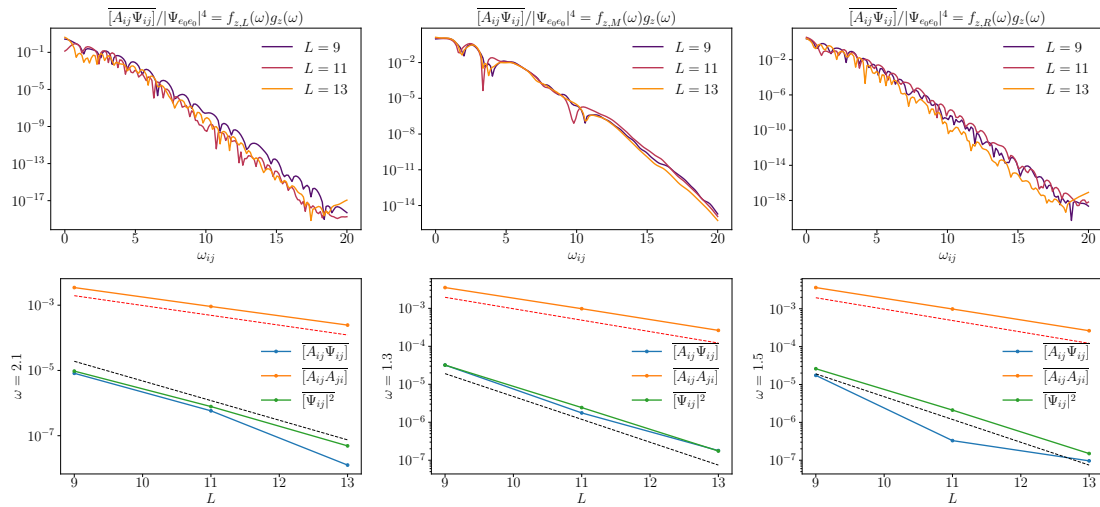 $\overline{[A_{ij}\Psi_{ij}]}/|\Psi_{e_0e_0}|^4 = f_{z,L}(\omega)g_z(\omega)$
10^{-1}
10^{-5}
10^{-9}
10^{-13}
10^{-17}
L = 9
L = 11
L = 13
0 5 10 15 20
$\omega_{ij}$
$\overline{[A_{ij}\Psi_{ij}]}/|\Psi_{e_0e_0}|^4 = f_{z,M}(\omega)g_z(\omega)$
10^{-2}
10^{-5}
10^{-8}
10^{-11}
10^{-14}
L = 9
L = 11
L = 13
0 5 10 15 20
$\omega_{ij}$
$\overline{[A_{ij}\Psi_{ij}]}/|\Psi_{e_0e_0}|^4 = f_{z,R}(\omega)g_z(\omega)$
10^{-2}
10^{-6}
10^{-10}
10^{-14}
10^{-18}
L = 9
L = 11
L = 13
0 5 10 15 20
$\omega_{ij}$
ω = 2.1
10^{-3}
10^{-5}
10^{-7}
$\overline{[A_{ij}\Psi_{ij}]}$
$\overline{[A_{ij}A_{ji}]}$
$\overline{[\Psi_{ij}|^2}$
9 10 11 12 13
L
ω = 1.3
10^{-3}
10^{-4}
10^{-5}
10^{-6}
10^{-7}
$\overline{[A_{ij}\Psi_{ij}]}$
$\overline{[A_{ij}A_{ji}]}$
$\overline{[\Psi_{ij}|^2}$
9 10 11 12 13
L
ω = 1.5
10^{-3}
10^{-4}
10^{-5}
10^{-6}
10^{-7}
$\overline{[A_{ij}\Psi_{ij}]}$
$\overline{[A_{ij}A_{ji}]}$
$\overline{[\Psi_{ij}|^2}$
9 10 11 12 13
L